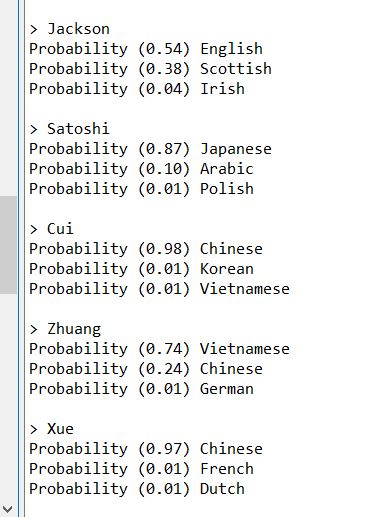 > Jackson
Probability (0.54) English
Probability (0.38) Scottish
Probability (0.04) Irish
> Satoshi
Probability (0.87) Japanese
Probability (0.10) Arabic
Probability (0.01) Polish
> Cui
Probability (0.98) Chinese
Probability (0.01) Korean
Probability (0.01) Vietnamese
> Zhuang
Probability (0.74) Vietnamese
Probability (0.24) Chinese
Probability (0.01) German
> Xue
Probability (0.97) Chinese
Probability (0.01) French
Probability (0.01) Dutch